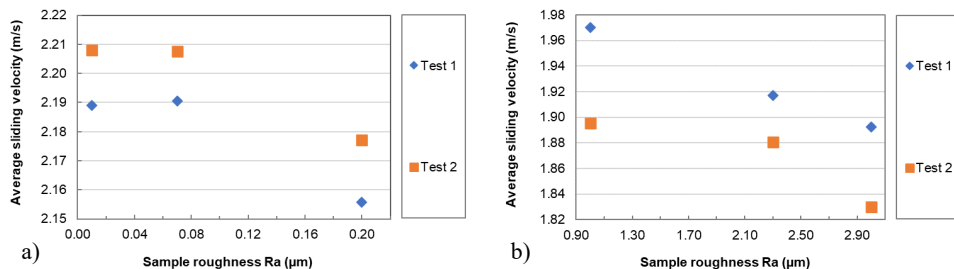 2.22
2.21
2.20
2.19
2.18
2.17
2.16
2.15
Average sliding velocity (m/s)
0.00 0.04 0.08 0.12 0.16 0.20
Sample roughness Ra (µm)
Test 1
Test 2
a)
1.98
1.96
1.94
1.92
1.90
1.88
1.86
1.84
1.82
Average sliding velocity (m/s)
0.90 1.30 1.70 2.10 2.50 2.90
Sample roughness Ra (µm)
Test 1
Test 2
b)